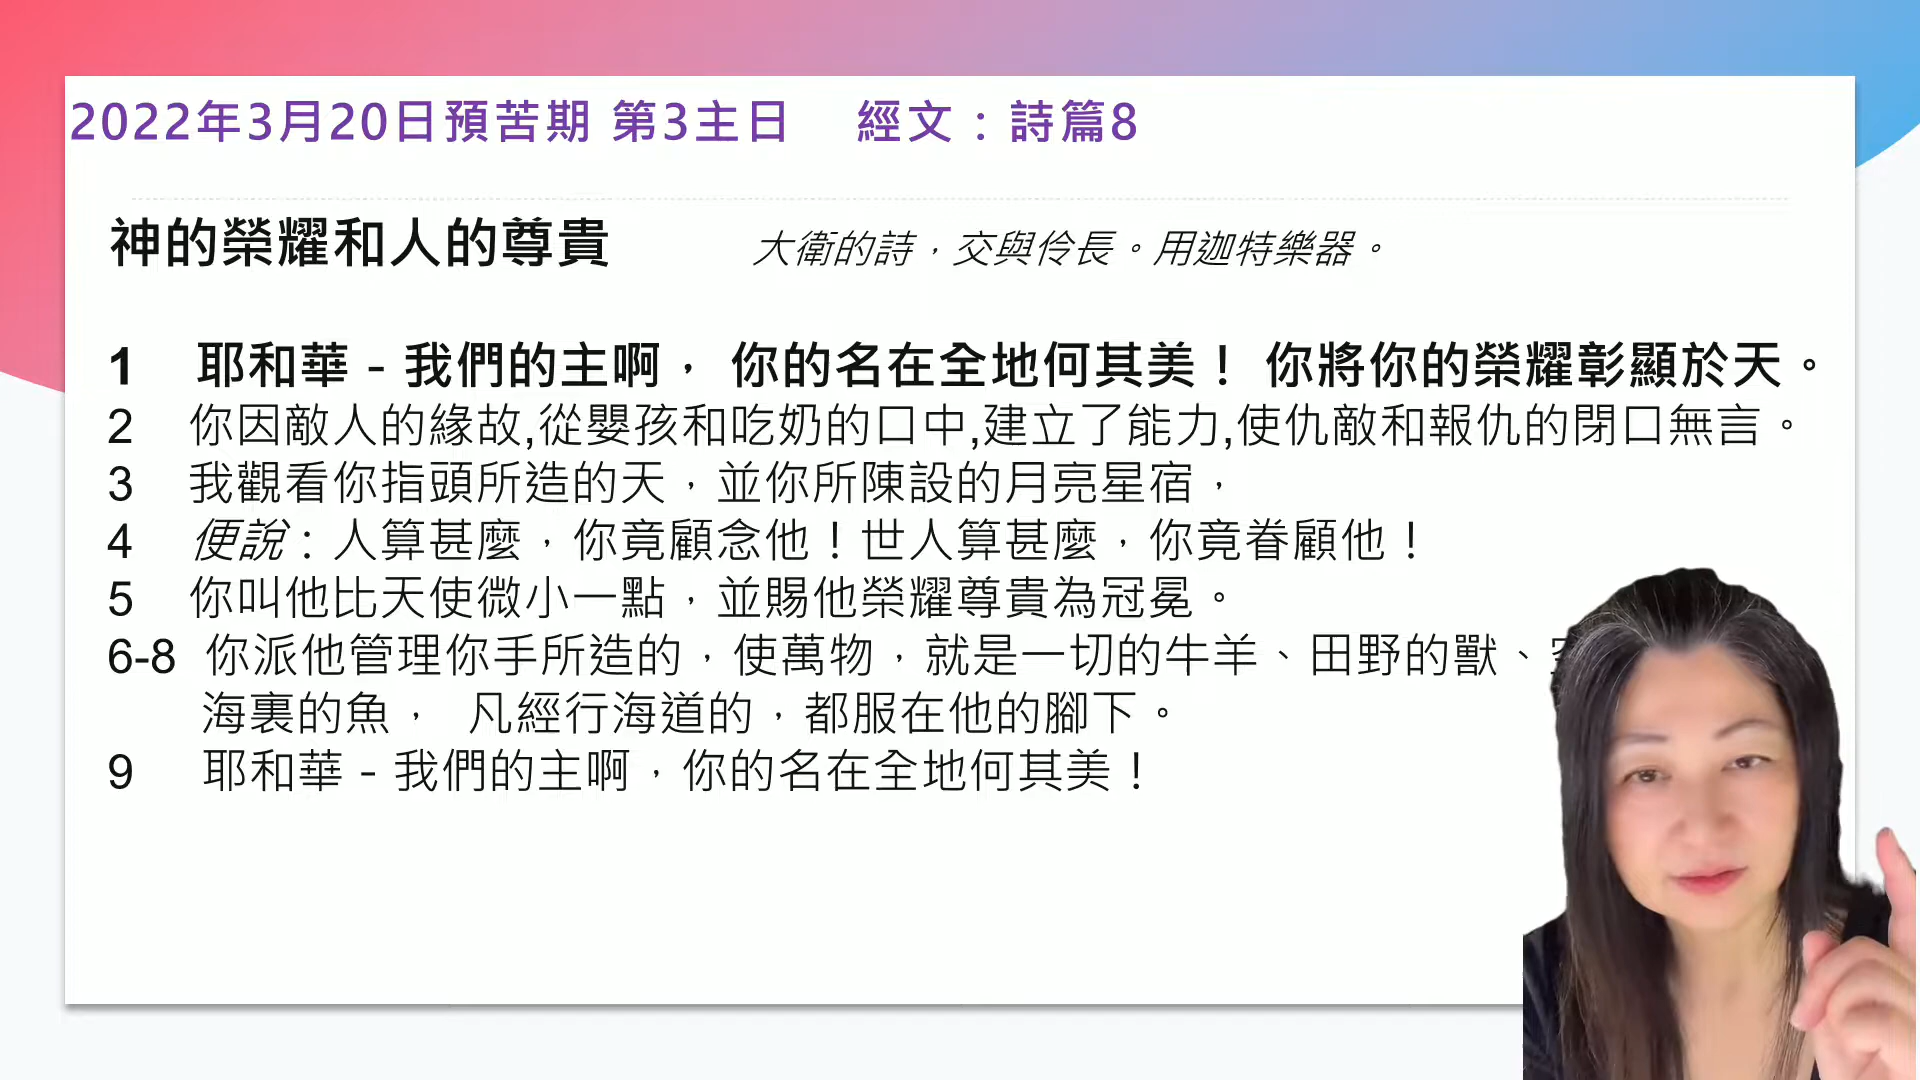 2022年3月20日預苦期 第3主日 經文：詩篇8
神的榮耀和人的尊貴 大衛的詩，交與伶長。用迦特樂器。
1 耶和華－我們的主啊， 你的名在全地何其美！ 你將你的榮耀彰顯於天。
2 你因敵人的緣故,從嬰孩和吃奶的口中,建立了能力,使仇敵和報仇的閉口無言。
3 我觀看你指頭所造的天，並你所陳設的月亮星宿，
4 便說：人算甚麼，你竟顧念他！世人算甚麼，你竟眷顧他！
5 你叫他比天使微小一點，並賜他榮耀尊貴為冠冕。
6-8 你派他管理你手所造的，使萬物，就是一切的牛羊、田野的獸、
海裏的魚， 凡經行海道的，都服在他的腳下。
9 耶和華－我們的主啊，你的名在全地何其美！